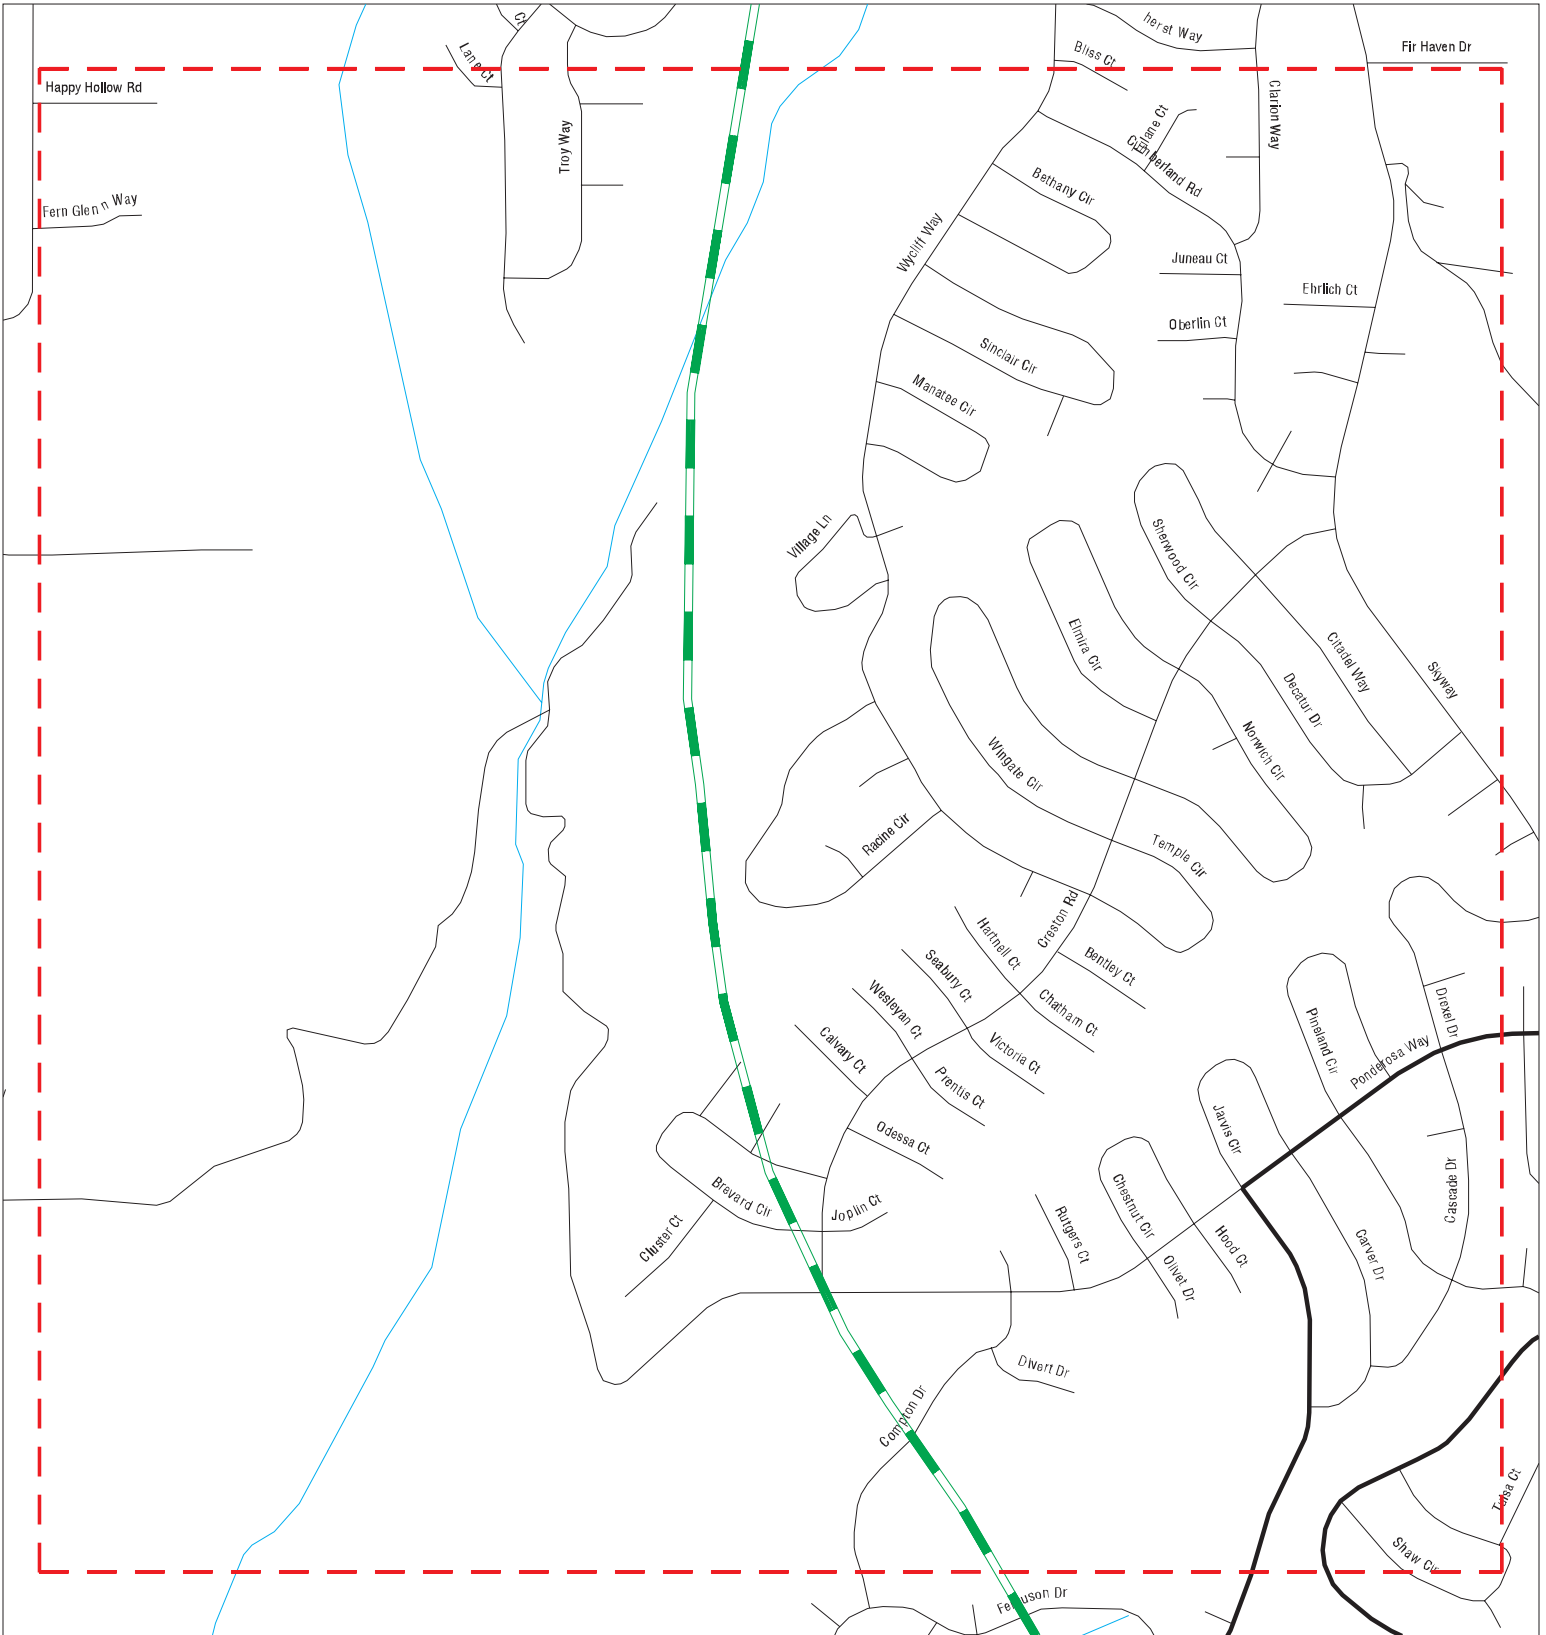 Ct
herst Way
Fir Haven Dr
Lane Ct
Bliss Ct
Happy Hollow Rd
Clarion Way
Troy Way
Cumberland Rd
Bethany Cir
Fern Glenn Way
Wycliff Way
Juneau Ct
Ehrlich Ct
Oberlin Ct
Sinclair Cir
Manatee Cir
Village Ln
Sherwood Cir
Elmira Cir
Citadel Way
Skyway
Decatur Dr
Norwich Cir
Wingate Cir
Racine Cir
Temple Cir
Creston Rd
Hartnell Ct
Seabury Ct
Bentley Ct
Wesleyan Ct
Chatham Ct
Drexel Dr
Pineland Cir
Calvary Ct
Victoria Ct
Ponderosa Way
Prentis Ct
Jarvis Cir
Odessa Ct
Cascade Dr
Chestnut Cir
Brevard Cir
Joplin Ct
Cluster Ct
Rutgers Ct
Hood Ct
Carver Dr
Olivet Dr
Divert Dr
Compton Dr
Tulsa Ct
Shaw Cir
Ferguson Dr